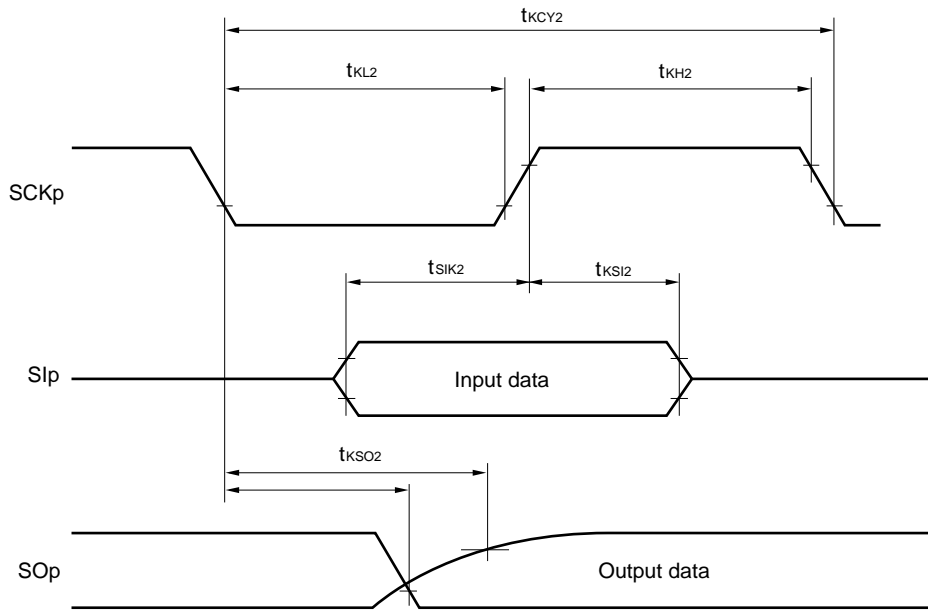 tKCY2
tKL2
tKH2
SCKp
tSIK2
tKSI2
SIp
Input data
tKSO2
SOp
Output data